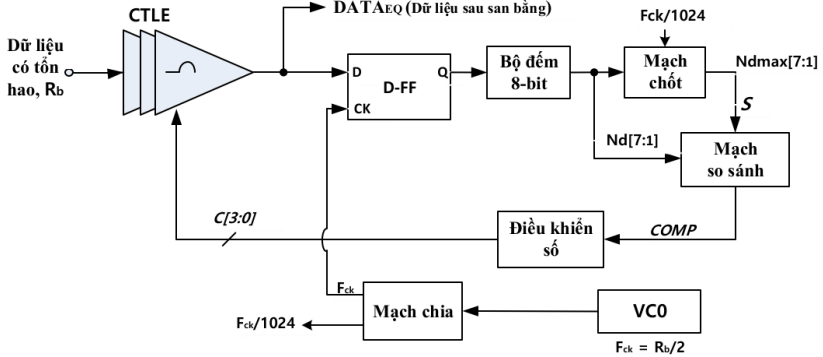 CTLE
DATAEQ (Dữ liệu sau san bằng)
Dữ liệu
có tổn
hao, Rb
D
Q
D-FF
CK
Bộ đếm
8-bit
Fck/1024
Mạch
chốt
Ndmax[7:1]
S
Nd[7:1]
Mạch
so sánh
C[3:0]
Điều khiển
số
COMP
Fck
Mạch chia
Fck/1024
VC0
Fck = Rb/2